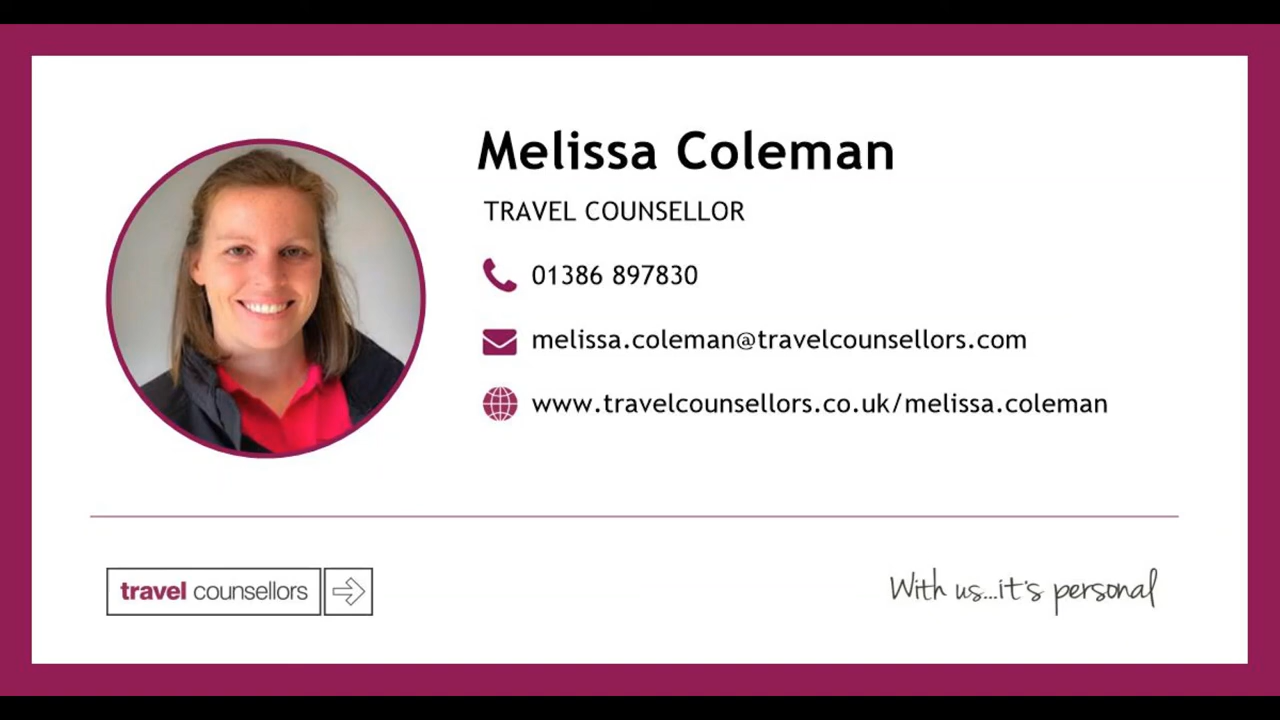 Melissa Coleman
TRAVEL COUNSELLOR
01386 897830
melissa.coleman@travelcounsellors.com
www.travelcounsellors.co.uk/melissa.coleman
travel counsellors
With us...it's personal